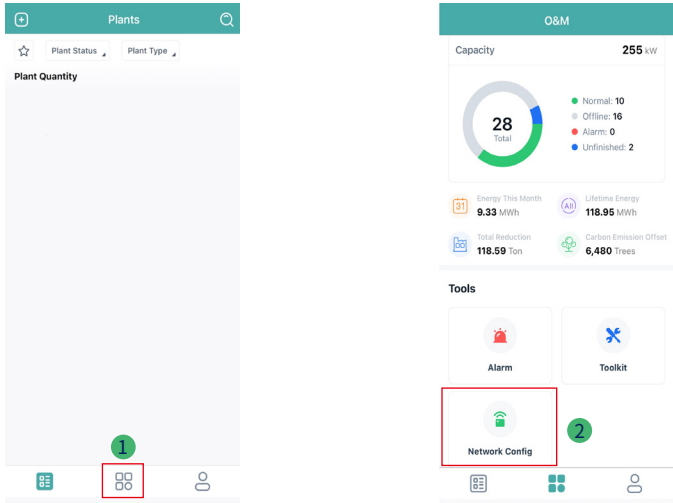 Plants
Plant Status
Plant Type
Plant Quantity
1
O&M
Capacity
255 kW
28
Total
Normal: 10
Offline: 16
Alarm: 0
Unfinished: 2
31
Energy This Month
9.33 MWh
All
Lifetime Energy
118.95 MWh
Total Reduction
118.59 Ton
Carbon Emission Offset
6,480 Trees
Tools
Alarm
Toolkit
Network Config
2